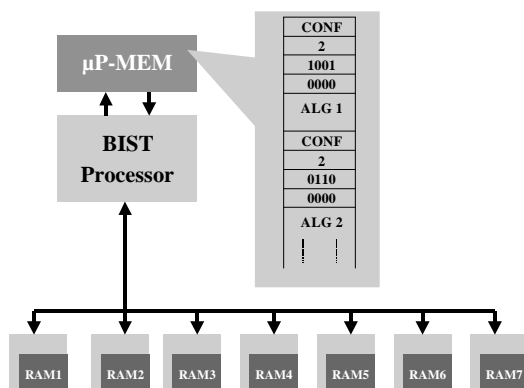 µP-MEM
BIST
Processor
CONF
2
1001
0000
ALG 1
CONF
2
0110
0000
ALG 2
RAM1 RAM2 RAM3 RAM4 RAM5 RAM6 RAM7